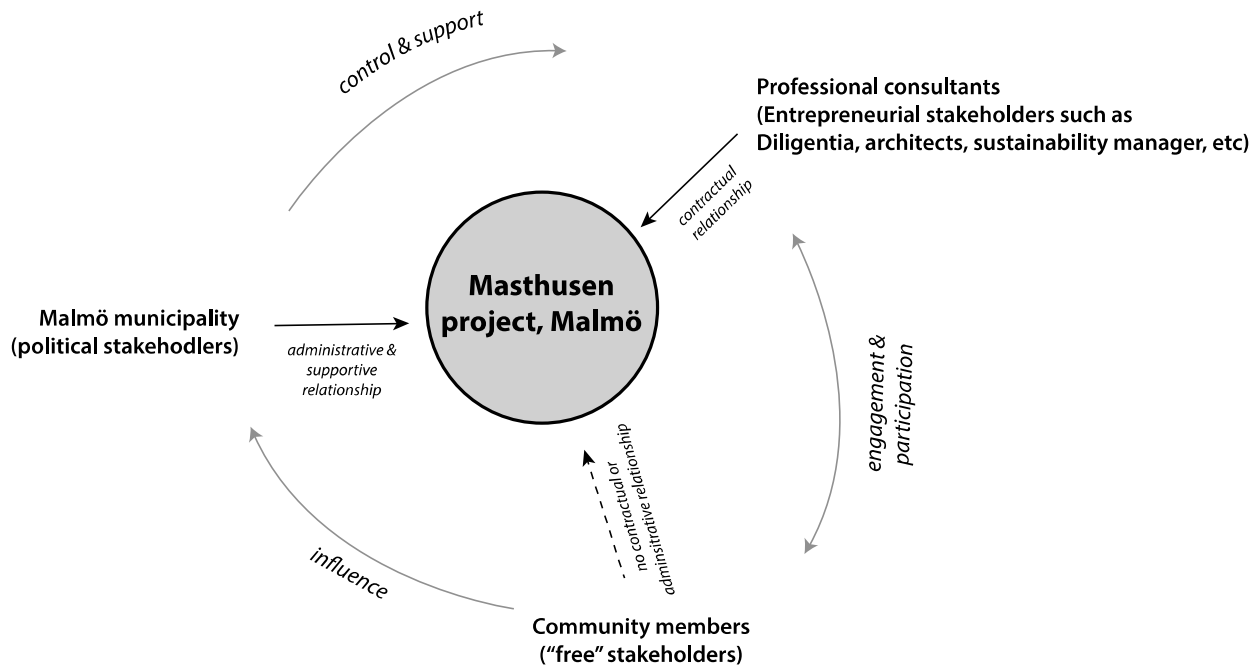 control & support
Professional consultants
(Entrepreneurial stakeholders such as
Diligentia, architects, sustainability manager, etc)
contractual
relationship
Masthusen
project, Malmö
Malmö municipality
(political stakehodlers)
administrative &
supportive
relationship
engagement &
participation
no contractual or
adminsitrative relationship
influence
Community members
(“free” stakeholders)